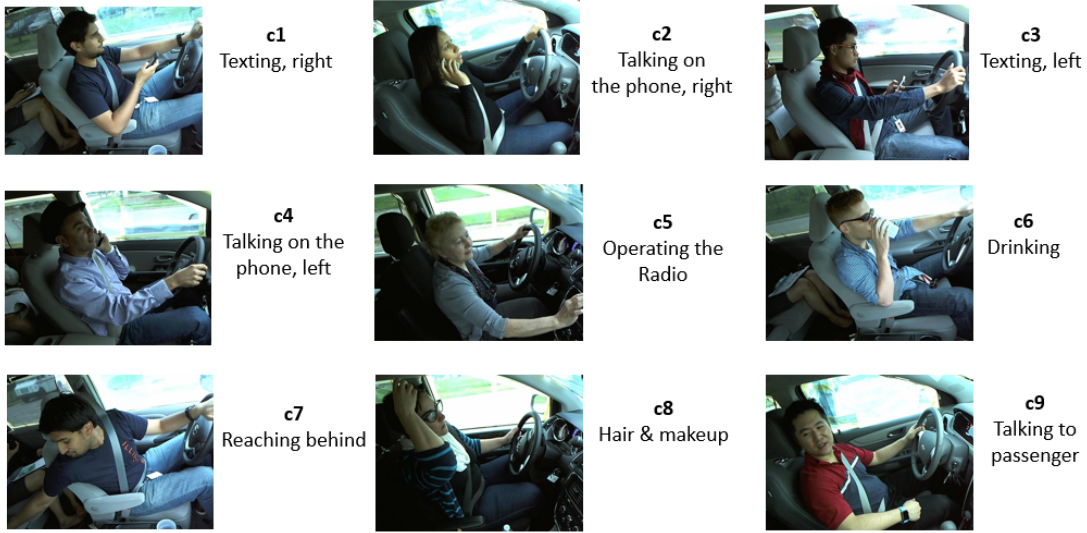 c1
Texting, right
c2
Talking on
the phone, right
c3
Texting, left
c4
Talking on the
phone, left
c5
Operating the
Radio
c6
Drinking
c7
Reaching behind
c8
Hair & makeup
c9
Talking to
passenger